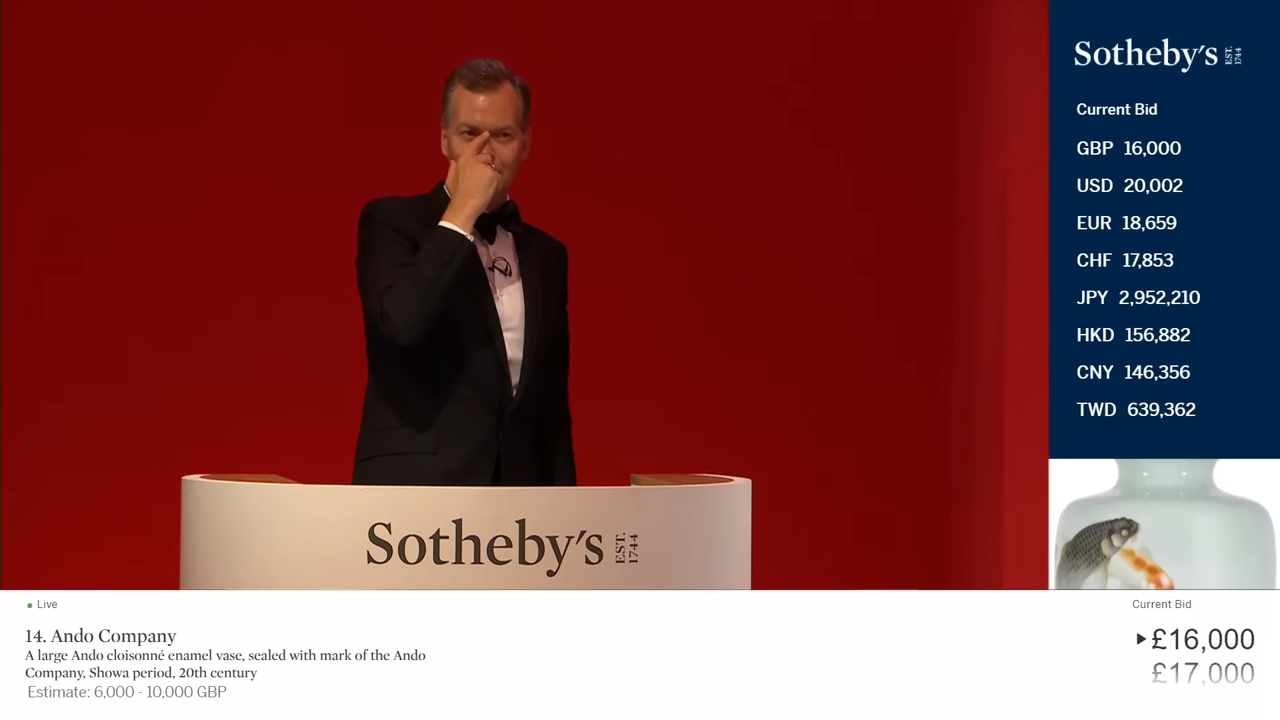 Sotheby's EST. 1744
Current Bid
GBP 16,000
USD 20,002
EUR 18,659
CHF 17,853
JPY 2,952,210
HKD 156,882
CNY 146,356
TWD 639,362
Sotheby's EST. 1744
Live
14. Ando Company
A large Ando cloisonné enamel vase, sealed with mark of the Ando
Company, Showa period, 20th century
Estimate: 6,000 - 10,000 GBP
Current Bid
£16,000
£17,000